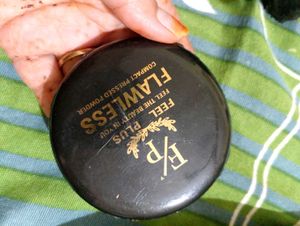 F/P
PLUS
FEEL THE BEAUTY IN YOU
FLAWLESS
COMPACT PRESSED POWDER